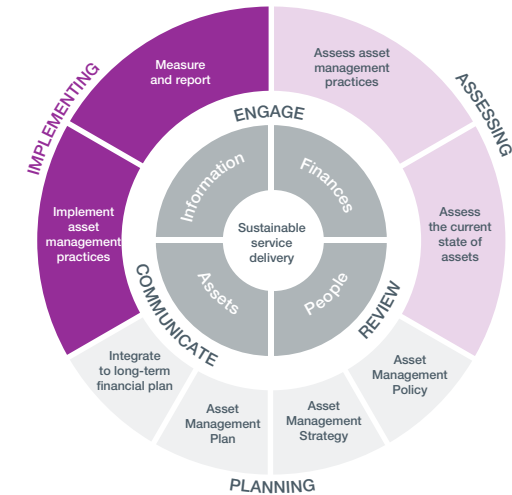 Measure
and report
Assess asset
management
practices
IMPLEMENTING
ASSESSING
ENGAGE
Information
Finances
Implement
asset
management
practices
Sustainable
service
delivery
Assess
the current
state of
assets
Assets
People
COMMUNICATE
REVIEW
Integrate
to long-term
financial plan
Asset
Management
Policy
Asset
Management
Plan
Asset
Management
Strategy
PLANNING